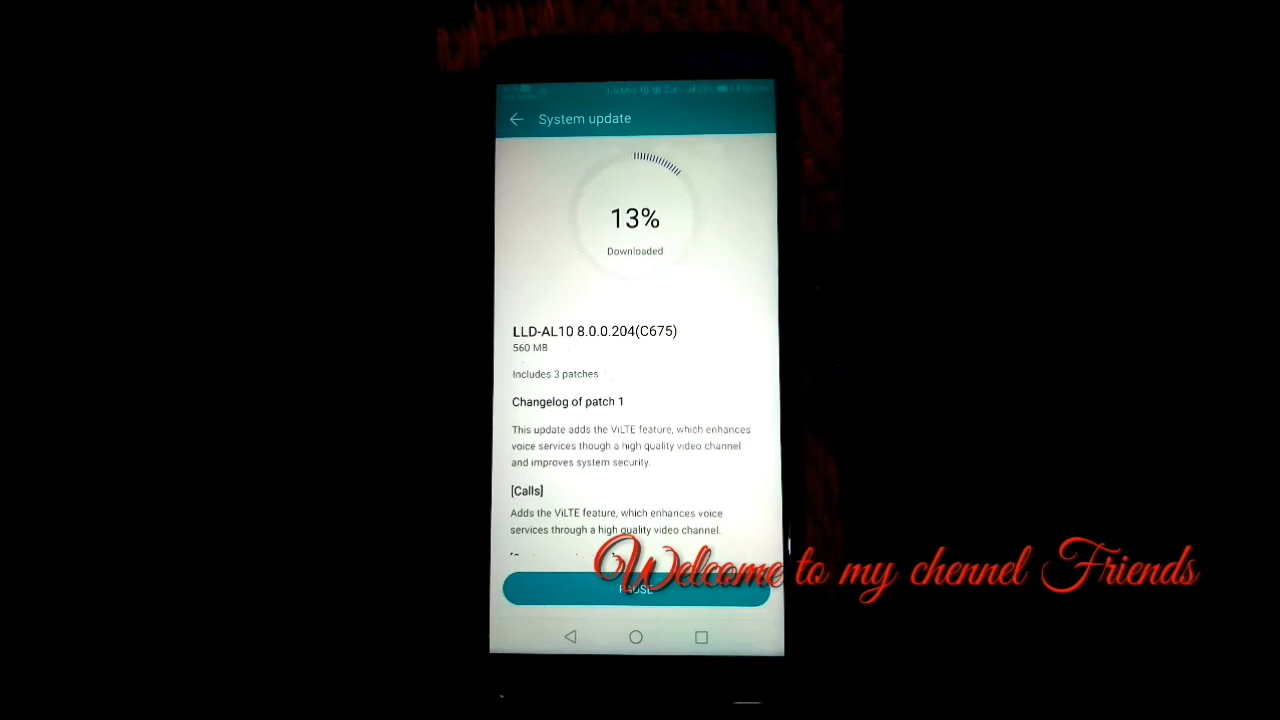 System update
13%
Downloaded
LLD-AL10 8.0.0.204(C675)
560 MB
Includes 3 patches
Changelog of patch 1
This update adds the ViLTE feature, which enhances
voice services though a high quality video channel
and improves system security.
[Calls]
Adds the ViLTE feature, which enhances voice
services through a high quality video channel.
PAUSE
Welcome to my chennel Friends